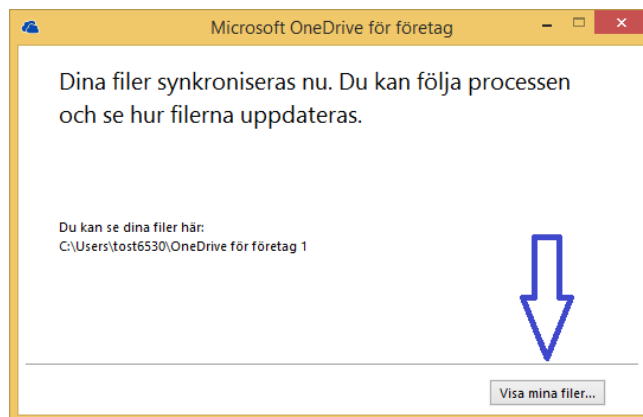 Microsoft OneDrive för företag
Dina filer synkroniseras nu. Du kan följa processen
och se hur filerna uppdateras.
Du kan se dina filer här:
C:\Users\tost6530\OneDrive för företag 1
Visa mina filer...